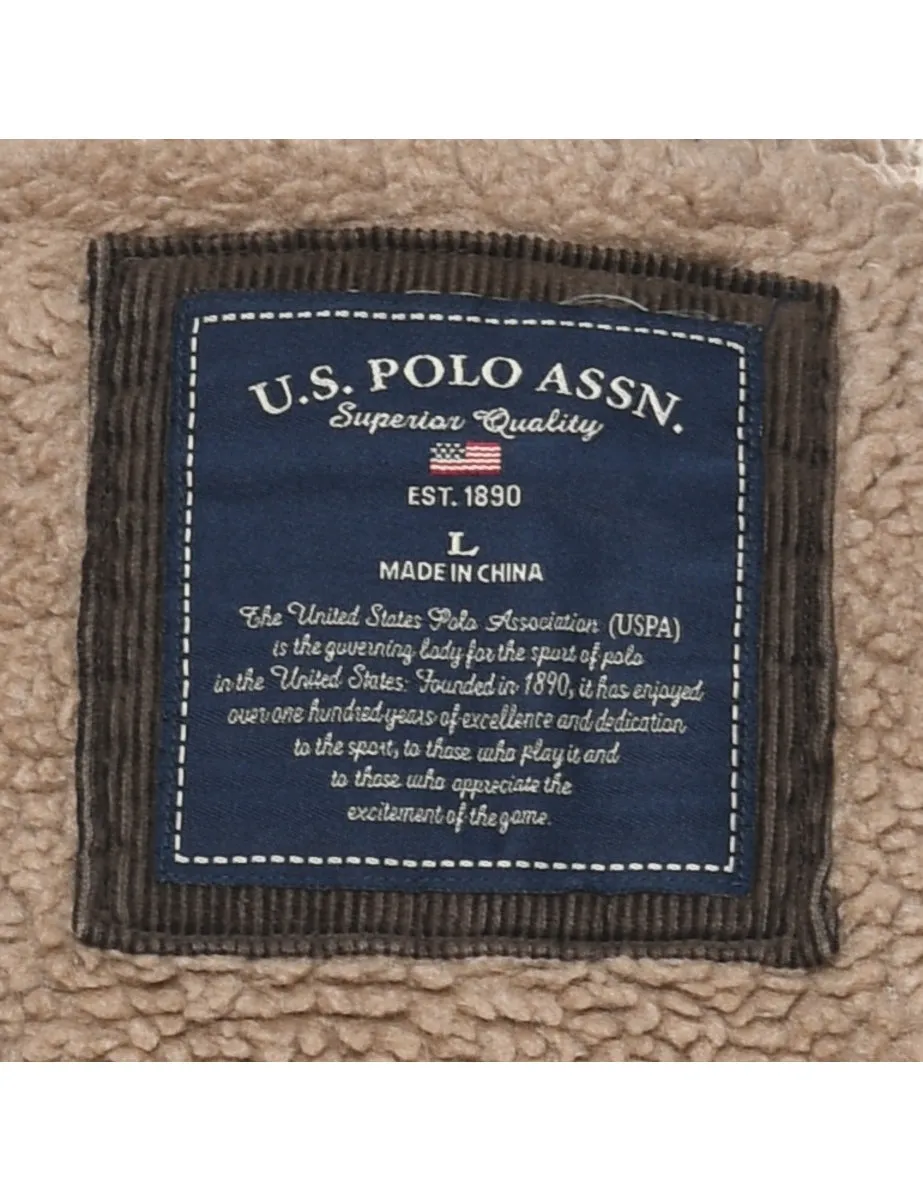 U.S. POLO ASSN.
Superior Quality
EST. 1890
L
MADE IN CHINA
The United States Polo Association (USPA)
is the governing body for the sport of polo
in the United States. Founded in 1890, it has enjoyed
over one hundred years of excellence and dedication
to the sport, to those who play it and
to those who appreciate the
excitement of the game.